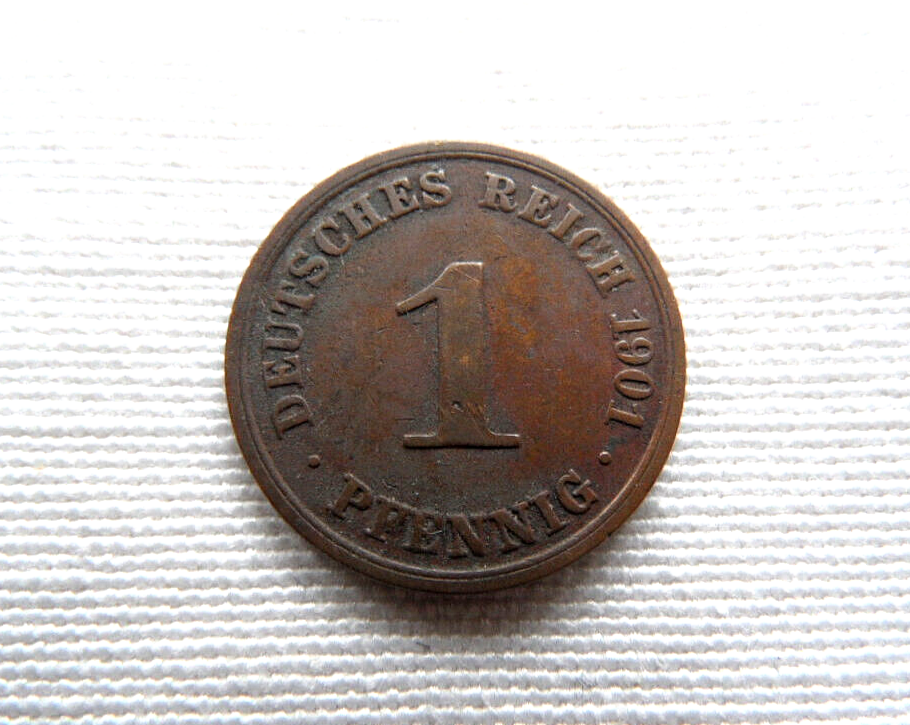 DEUTSCHES REICH 1901
1
· PFENNIG ·